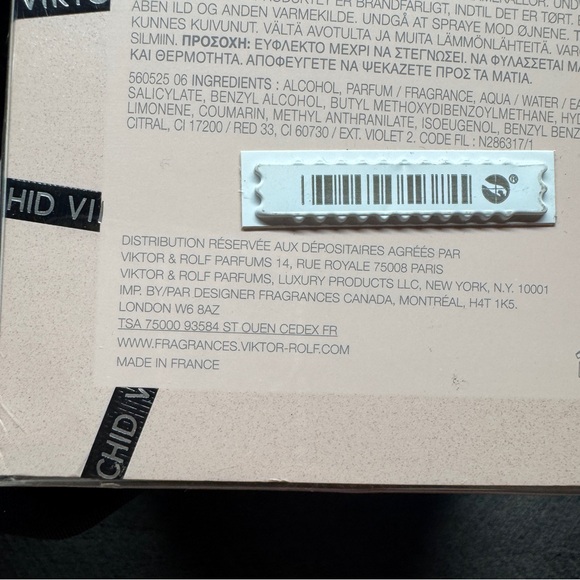 VIKTOR
ABEN ILD OG ANDEN VARMEKILDE. UNDGÅ AT SPRAYE MOD ØJNENE.
KUNNES KUIVUNUT. VÄLTÄ AVOTULTA JA MUITA LÄMMÖNLÄHTEITÄ.
SILMIIN. ΠΡΟΣΟΧΗ: ΕΥΦΛΕΚΤΟ ΜΕΧΡΙ ΝΑ ΣΤΕΓΝΩΣΕΙ. ΝΑ ΦΥΛΑΣΣΕΤΑΙ
ΚΑΙ ΘΕΡΜΟΤΗΤΑ. ΑΠΟΦΕΥΓΕΤΕ ΝΑ ΨΕΚΑΖΕΤΕ ΠΡΟΣ ΤΑ ΜΑΤΙΑ.
560525 06 INGREDIENTS : ALCOHOL, PARFUM / FRAGRANCE, AQUA / WATER /
SALICYLATE, BENZYL ALCOHOL, BUTYL METHOXYDIBENZOYLMETHANE,
LIMONENE, COUMARIN, METHYL ANTHRANILATE, ISOEUGENOL, BENZYL
CITRAL, CI 17200 / RED 33, CI 60730 / EXT. VIOLET 2. CODE FIL : N286317/1
HID VI
DISTRIBUTION RÉSERVÉE AUX DÉPOSITAIRES AGRÉÉS PAR
VIKTOR & ROLF PARFUMS 14, RUE ROYALE 75008 PARIS
VIKTOR & ROLF PARFUMS, LUXURY PRODUCTS LLC, NEW YORK, N.Y. 10001
IMP. BY/PAR DESIGNER FRAGRANCES CANADA, MONTRÉAL, H4T 1K5.
LONDON W6 8AZ
TSA 75000 93584 ST OUEN CEDEX FR
WWW.FRAGRANCES.VIKTOR-ROLF.COM
MADE IN FRANCE
CHID V